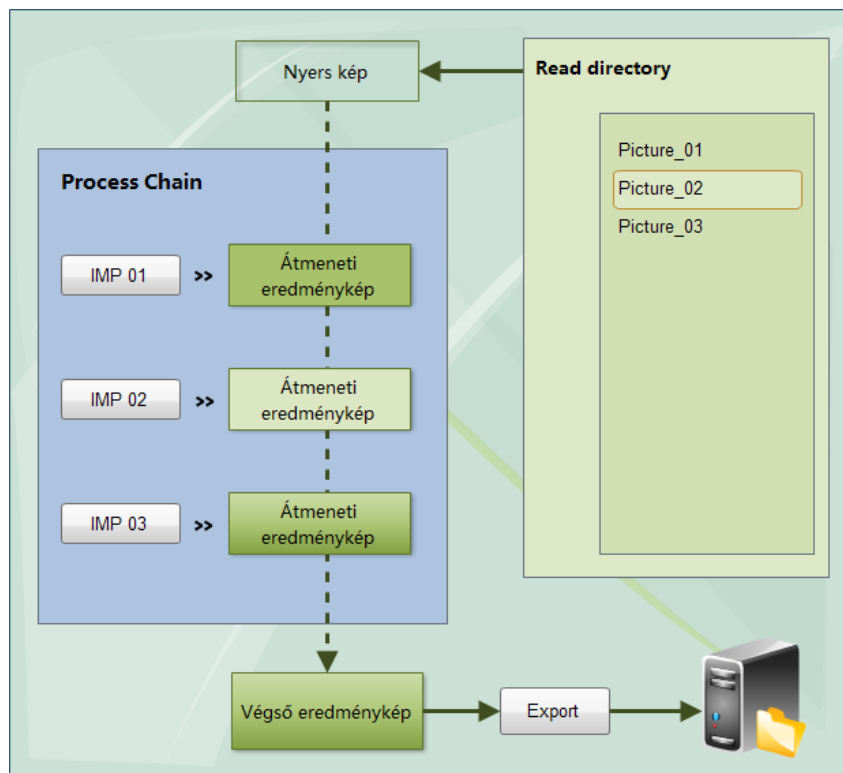 Nyers kép
Read directory
Picture_01
Picture_02
Picture_03
Process Chain
IMP 01
>>
Átmeneti
eredménykép
IMP 02
>>
Átmeneti
eredménykép
IMP 03
>>
Átmeneti
eredménykép
Végső eredménykép
Export